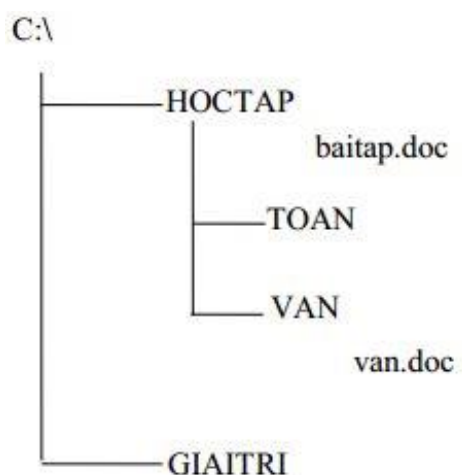 C:\
HOCTAP
baitap.doc
TOAN
VAN
van.doc
GIAITRI